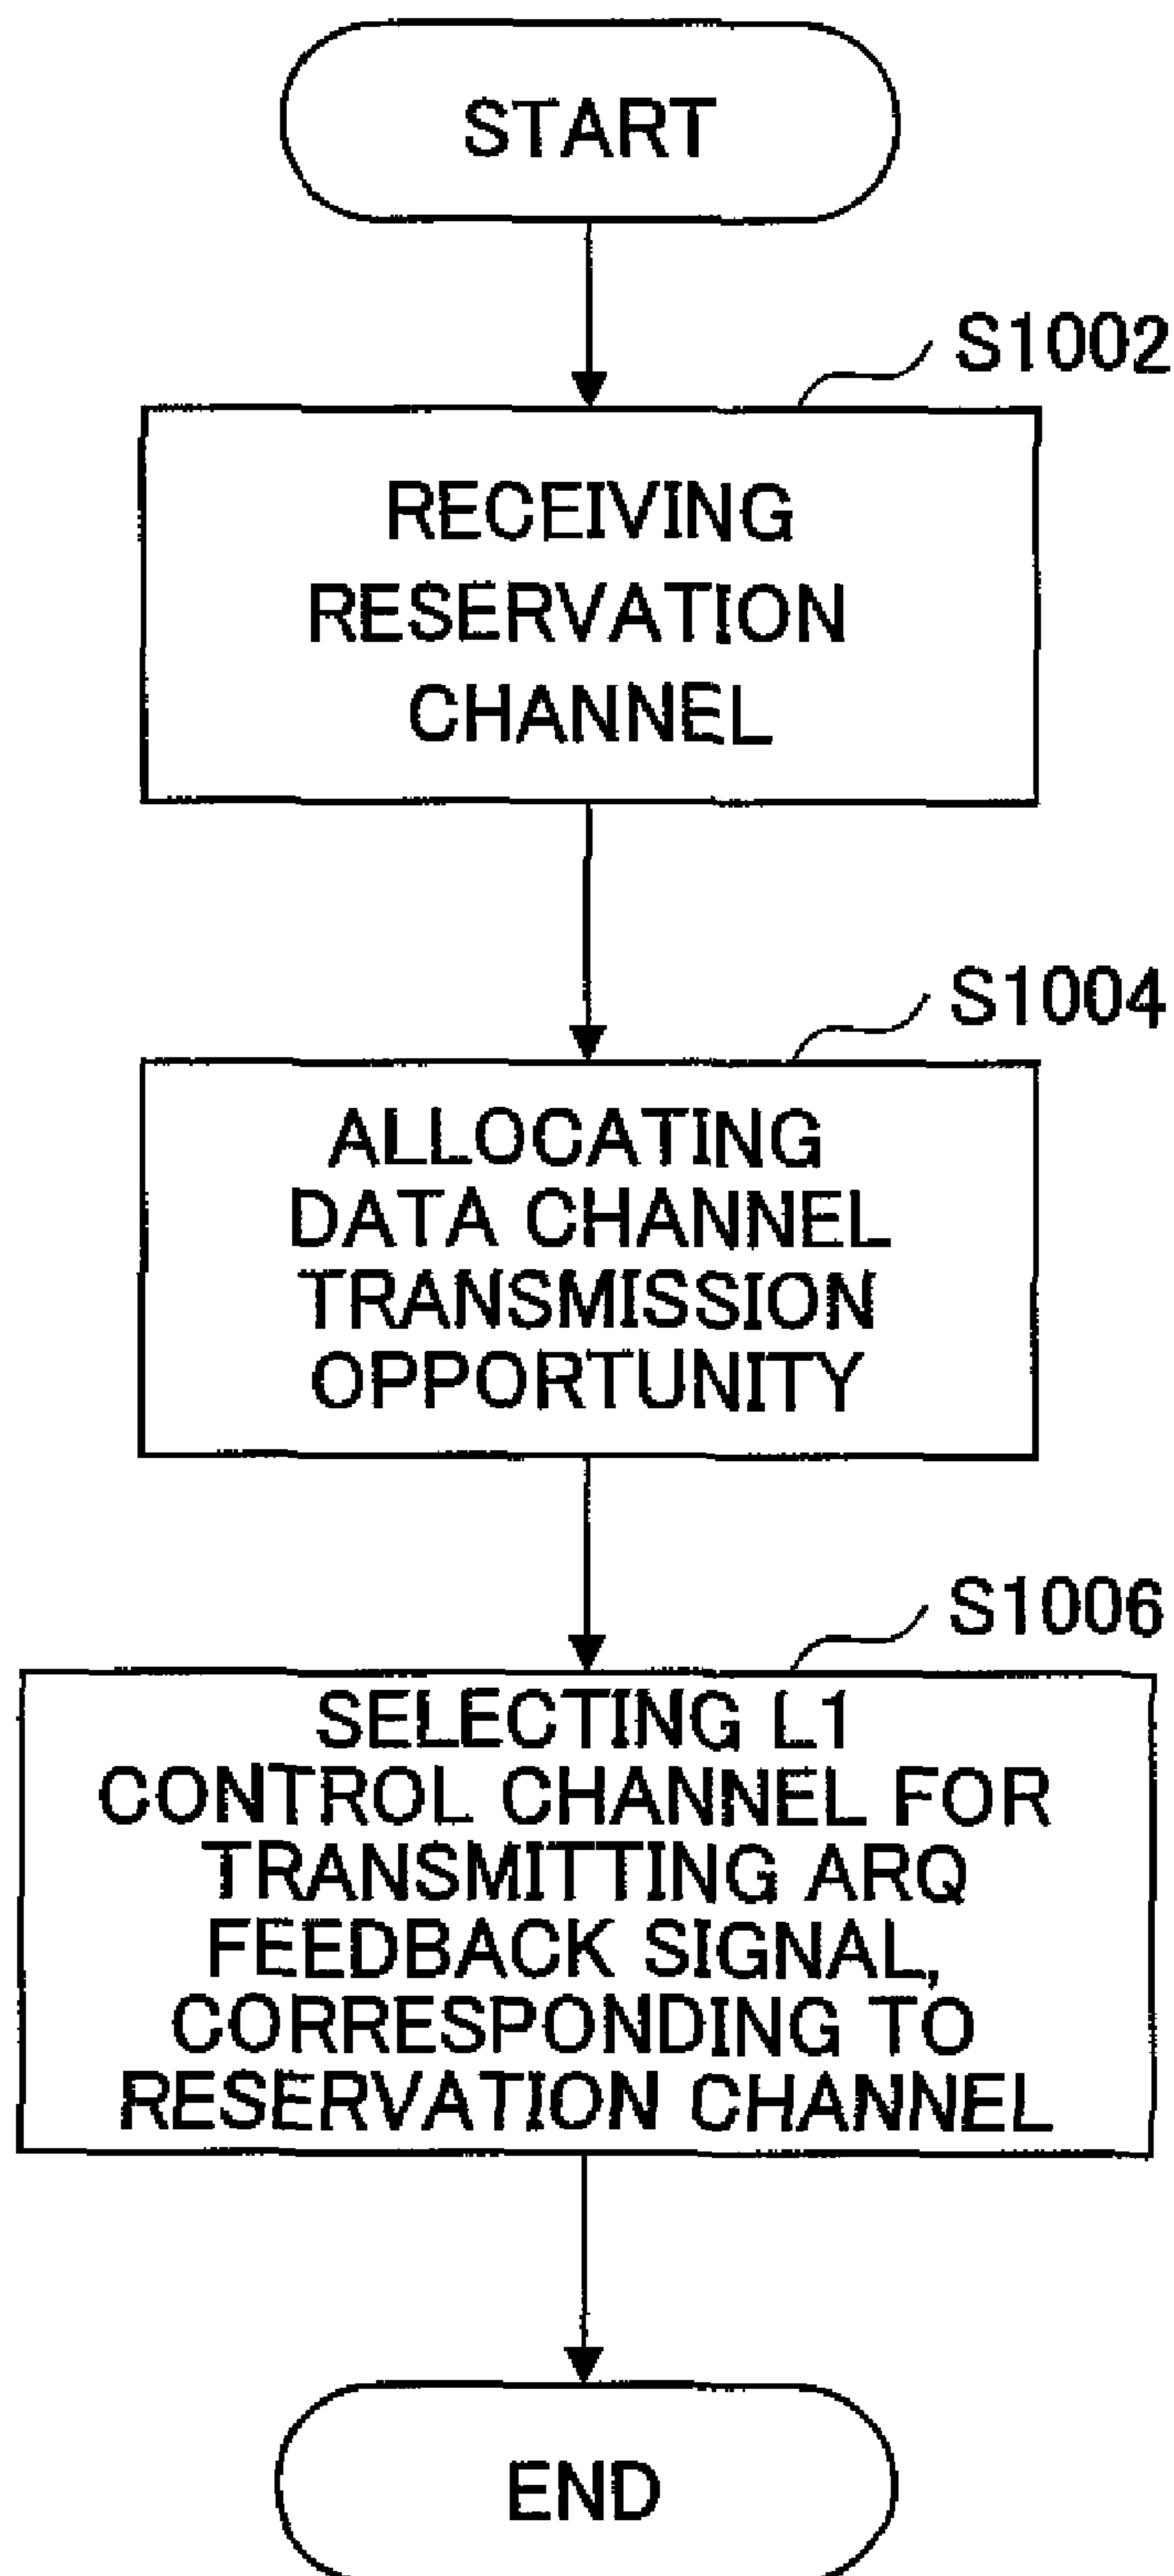 START
S1002
RECEIVING
RESERVATION
CHANNEL
S1004
ALLOCATING
DATA CHANNEL
TRANSMISSION
OPPORTUNITY
S1006
SELECTING L1
CONTROL CHANNEL FOR
TRANSMITTING ARQ
FEEDBACK SIGNAL,
CORRESPONDING TO
RESERVATION CHANNEL
END